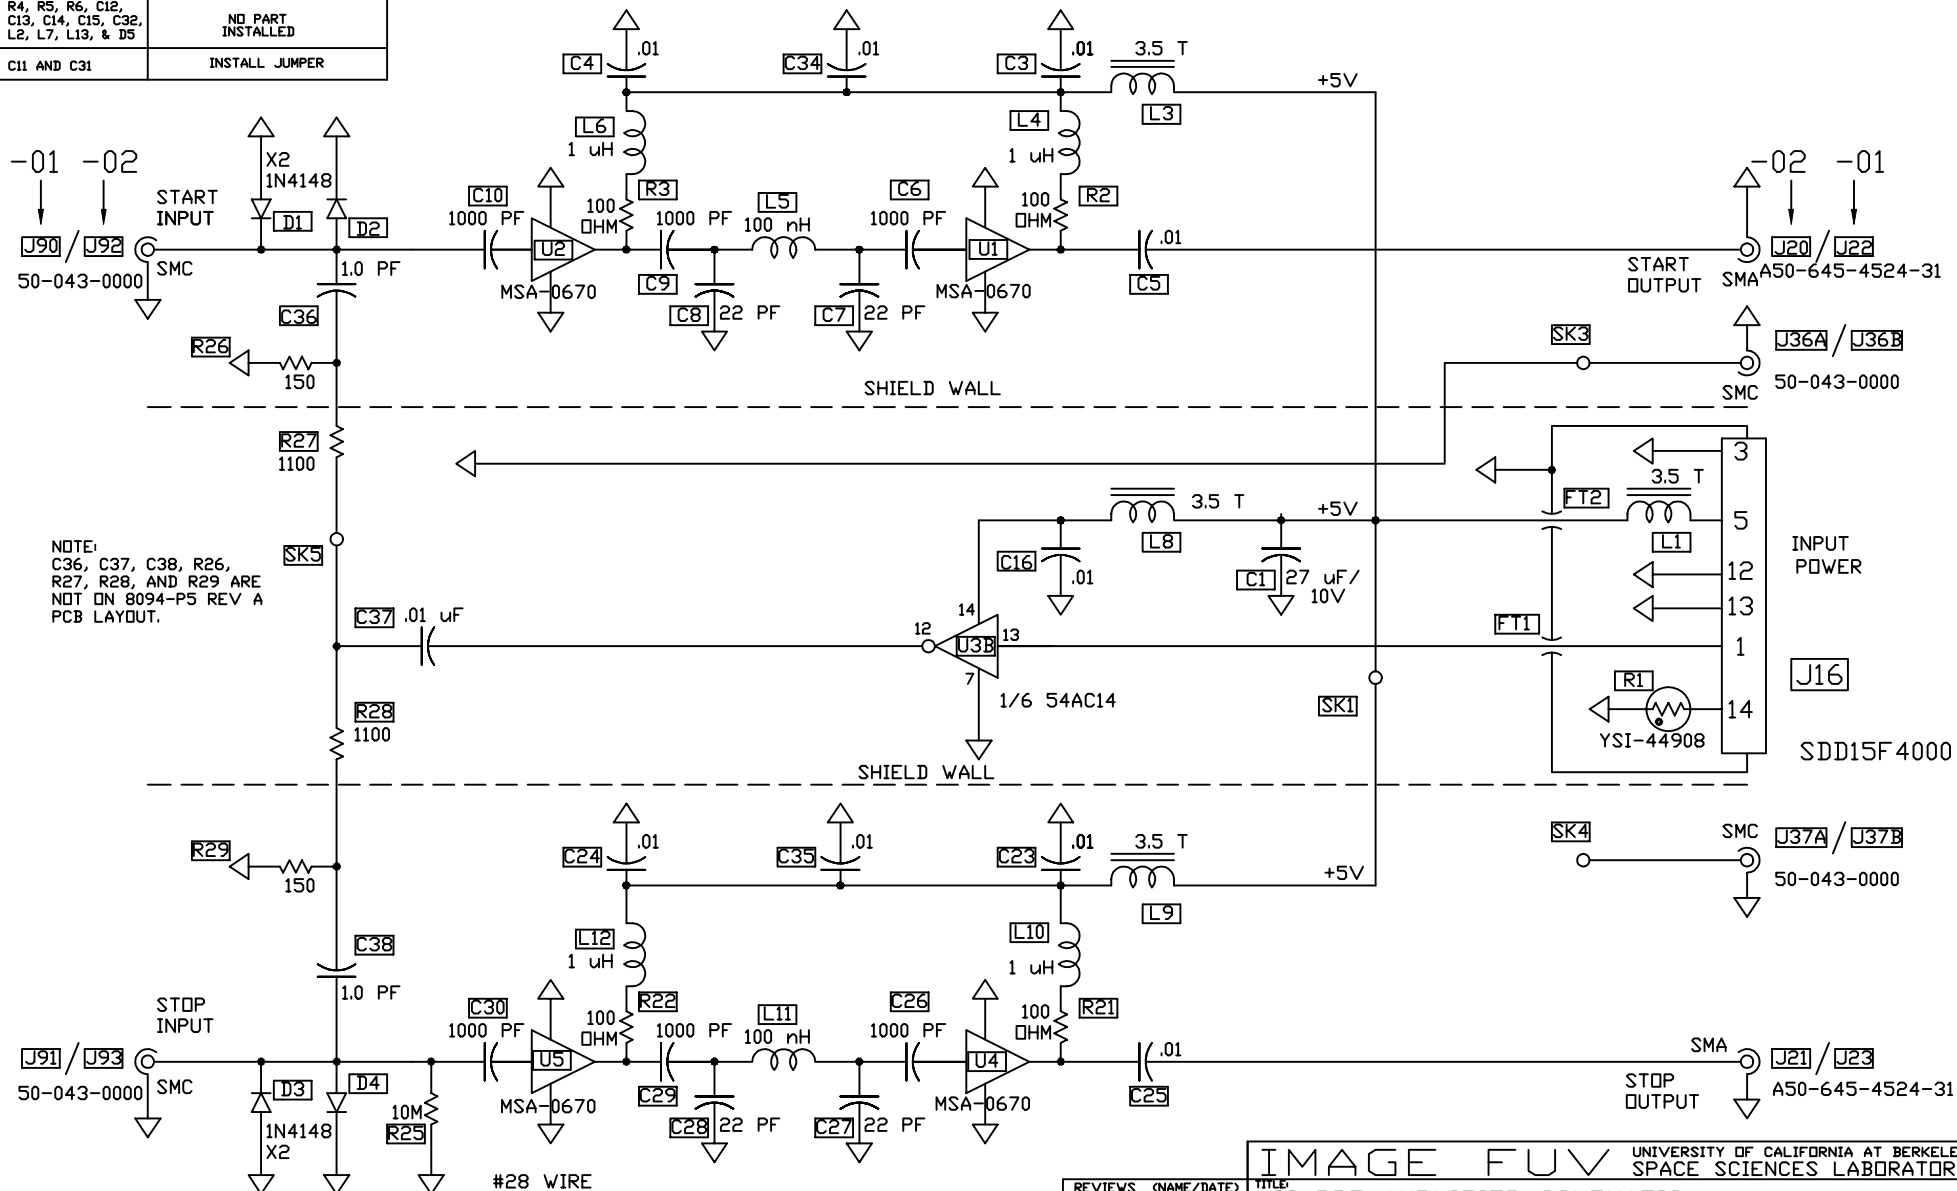 R4, R5, R6, C12,
C13, C14, C15, C32,
L2, L7, L13, & D5
NO PART
INSTALLED
C11 AND C31
INSTALL JUMPER
C4
.01
C34
.01
C3
.01
3.5 T
L3
+5V
L6
1 uH
L4
1 uH
-01 -02
START
INPUT
X2
1N4148
D1
D2
J90 / J92
50-043-0000
SMC
C10
1000 PF
U2
MSA-0670
R3
100
OHM
1000 PF
C9
L5
100 nH
C8
22 PF
C7
22 PF
C6
1000 PF
U1
MSA-0670
R2
100
OHM
.01
C5
-02 -01
START
OUTPUT
SMA
J20 / J22
A50-645-4524-31
1.0 PF
C36
R26
150
SHIELD WALL
SK3
SMC
J36A / J36B
50-043-0000
R27
1100
SK5
NOTE:
C36, C37, C38, R26,
R27, R28, AND R29 ARE
NOT ON 8094-P5 REV A
PCB LAYOUT.
C37 .01 uF
R28
1100
3.5 T
L8
+5V
C16
.01
C1
27 uF/
10V
14
12
13
U3B
7
1/6 54AC14
SK1
FT2
FT1
3.5 T
L1
3
5
12
13
1
14
INPUT
POWER
J16
R1
YSI-44908
SDD15F4000
SHIELD WALL
R29
150
C38
1.0 PF
C24
.01
C35
.01
C23
.01
3.5 T
L9
+5V
SK4
SMC
J37A / J37B
50-043-0000
L12
1 uH
L10
1 uH
STOP
INPUT
J91 / J93
50-043-0000
SMC
D3
D4
1N4148
X2
10M
R25
C30
1000 PF
U5
MSA-0670
R22
100
OHM
1000 PF
C29
L11
100 nH
C28
22 PF
C27
22 PF
C26
1000 PF
U4
MSA-0670
R21
100
OHM
.01
C25
SMA
STOP
OUTPUT
J21 / J23
A50-645-4524-31
#28 WIRE
IMAGE FUV
UNIVERSITY OF CALIFORNIA AT BERKELE
SPACE SCIENCES LABORATOR
REVIEWS (NAME/DATE)
TITLE: